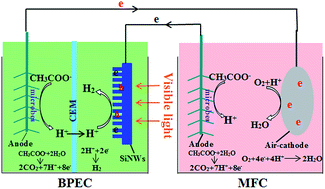 e
e
CH3COO-
microbes
H+
Anode
CH3COO-+2H2O
2CO2+7H++8e-
CEM
H2
H+
2H++2e-
H2
e
e
e
e
SiNWs
Visible light
BPEC
CH3COO-
microbes
H+
Anode
CH3COO-+2H2O
2CO2+7H++8e-
O2+H+
H2O
e
e
e
Air-cathode
O2+4e-+4H+→2H2O
MFC